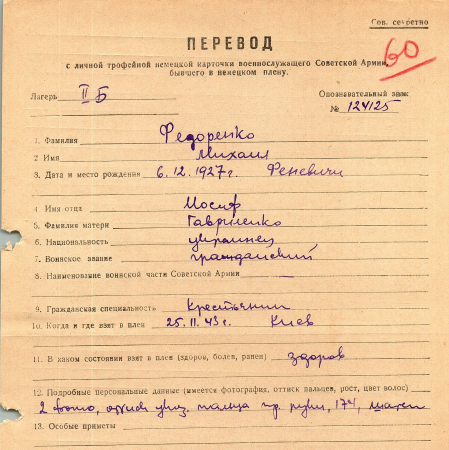 Сов. секретно
ПЕРЕВОД
60
с личной трофейной немецкой карточки военнослужащего Советской Армии,
бывшего в немецком плену.
Лагерь II Б
Опознавательный знак
№ 124125
1. Фамилия Федоренко
2 Имя Михаил
3. Дата и место рождения 6.12.1927г. Феневичи
4. Имя отца Иосиф
5. Фамилия матери Гавриленко
6. Национальность украинец
7. Воинское звание гражданский
8. Наименование воинской части Советской Армии —
9. Гражданская специальность Крестьянин
10. Когда и где взят в плен 25.11.43г. Киев
11. В каком состоянии взят в плен (здоров, болен, ранен) здоров
12. Подробные персональные данные (имеется фотография, оттиск пальцев, рост, цвет волос)
2 фото, оттиск указ. пальца пр. руки, 174, шатен
13. Особые приметы